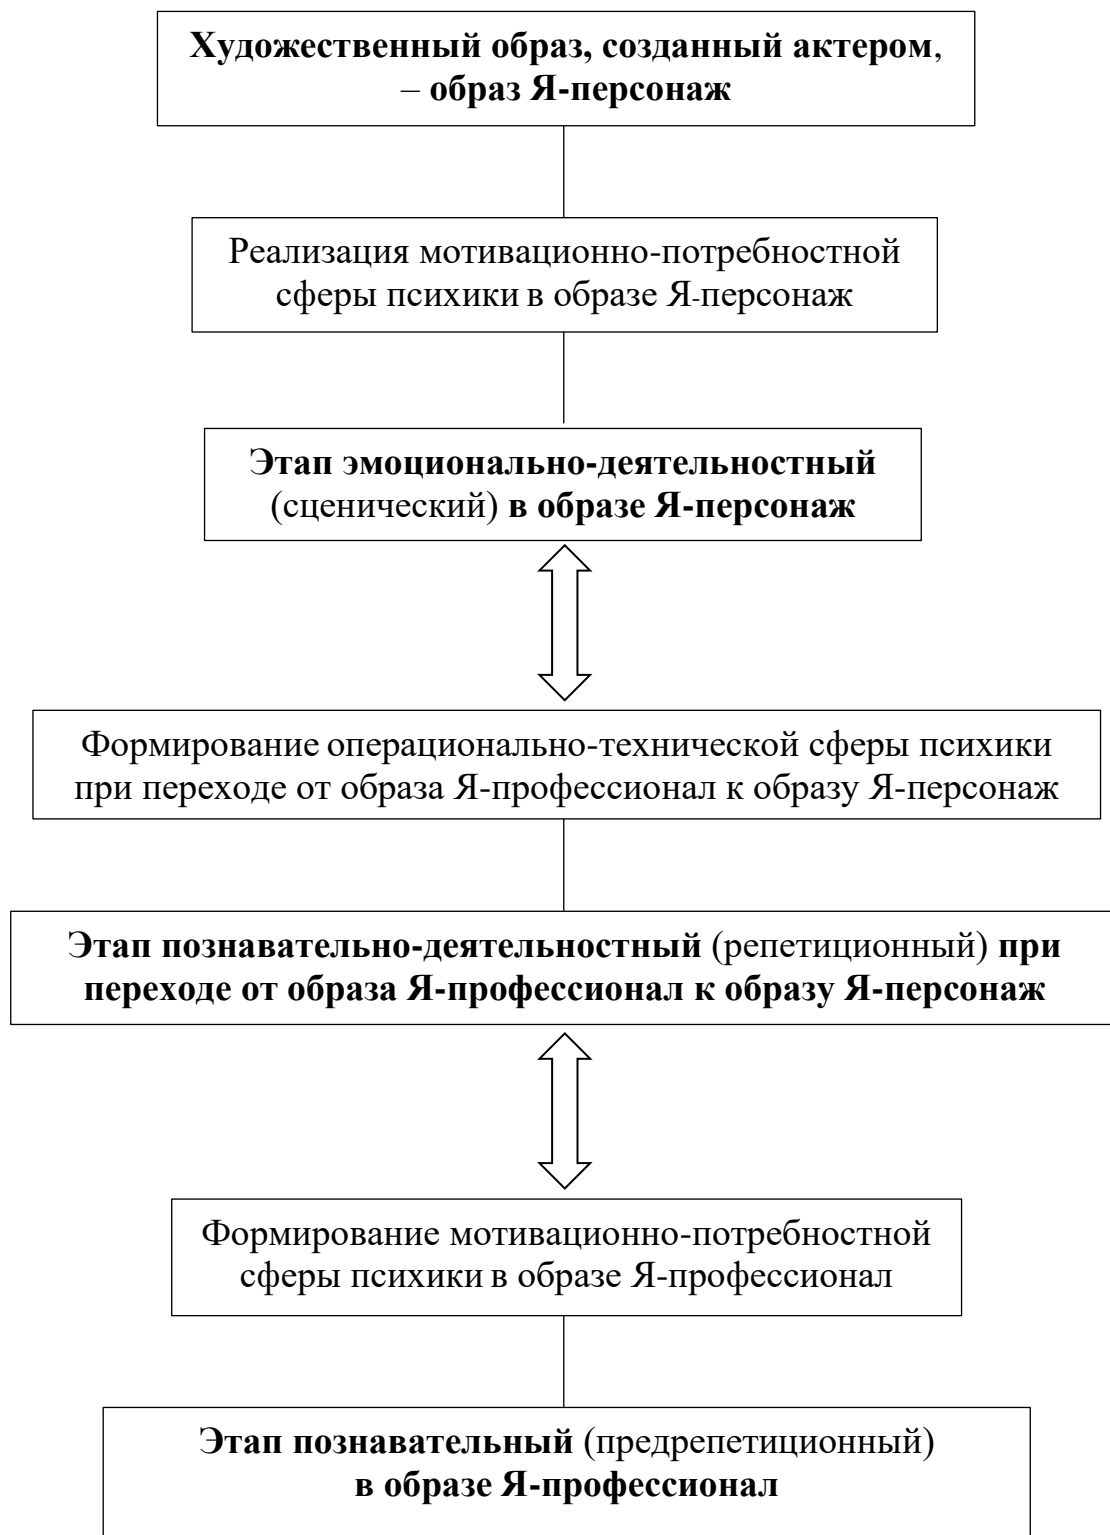 Художественный образ, созданный актером,
– образ Я-персонаж
Реализация мотивационно-потребностной
сферы психики в образе Я-персонаж
Этап эмоционально-деятельностный
(сценический) в образе Я-персонаж
Формирование операционально-технической сферы психики
при переходе от образа Я-профессионал к образу Я-персонаж
Этап познавательно-деятельностный (репетиционный) при
переходе от образа Я-профессионал к образу Я-персонаж
Формирование мотивационно-потребностной
сферы психики в образе Я-профессионал
Этап познавательный (предрепетиционный)
в образе Я-профессионал